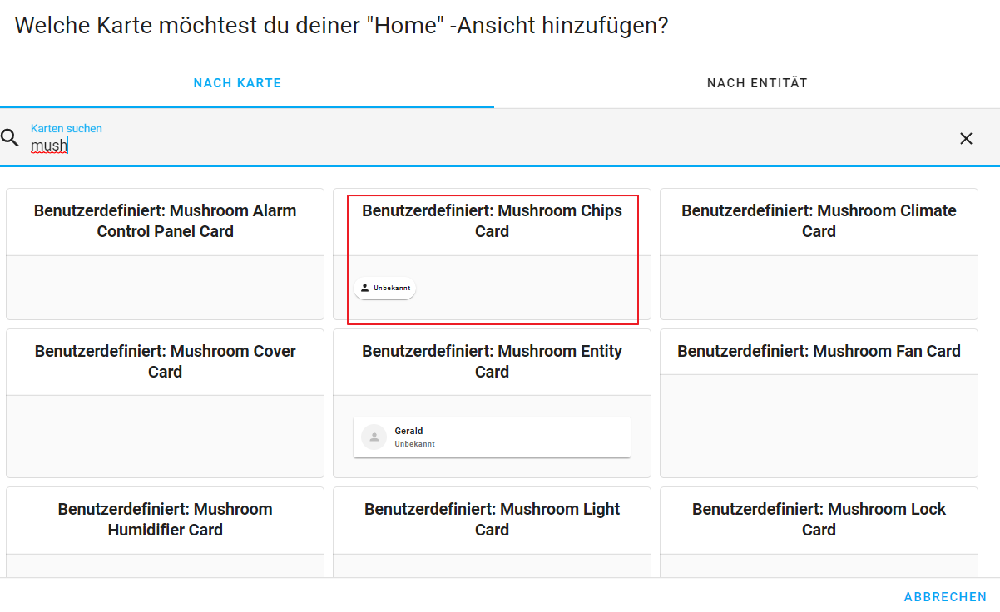 Welche Karte möchtest du deiner "Home" -Ansicht hinzufügen?
NACH KARTE
NACH ENTITÄT
Karten suchen
mush
Benutzerdefiniert: Mushroom Alarm
Control Panel Card
Benutzerdefiniert: Mushroom Chips
Card
Unbekannt
Benutzerdefiniert: Mushroom Climate
Card
Benutzerdefiniert: Mushroom Cover
Card
Benutzerdefiniert: Mushroom Entity
Card
Gerald
Unbekannt
Benutzerdefiniert: Mushroom Fan Card
Benutzerdefiniert: Mushroom
Humidifier Card
Benutzerdefiniert: Mushroom Light
Card
Benutzerdefiniert: Mushroom Lock
Card
ABBRECHEN